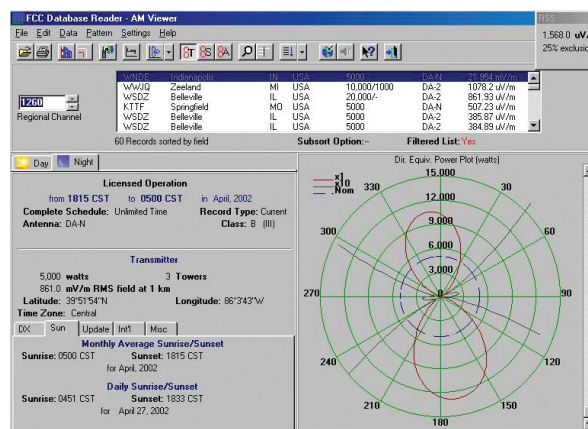 FCC Database Reader - AM Viewer
RSS
File Edit Data Pattern Settings Help
1,568.0 uV/
25% exclusio
1260
Regional Channel
WNDE Indianapolis IN USA 5000 DA-N 21.954 mV/m
WWJQ Zeeland MI USA 10,000/1000 DA-2 1078.2 uV/m
WSDZ Belleville IL USA 20,000/- DA-2 861.93 uV/m
KTTF Springfield MO USA 5000 DA-N 507.23 uV/m
WSDZ Belleville IL USA 5000 DA-2 385.87 uV/m
WSDZ Belleville IL USA 5000 DA-2 384.89 uV/m
60 Records sorted by field Subsort Option:-- Filtered List: Yes
Day Night
Licensed Operation
from 1815 CST to 0500 CST in April, 2002
Complete Schedule: Unlimited Time Record Type: Current
Antenna: DA-N Class: B (III)
Transmitter
5,000 watts 3 Towers
861.0 mV/m RMS field at 1 km
Latitude: 39°51'54"N Longitude: 86°3'43"W
Time Zone: Central
DX Sun Update Int'l Misc
Monthly Average Sunrise/Sunset
Sunrise: 0500 CST Sunset: 1815 CST
for April, 2002
Daily Sunrise/Sunset
Sunrise: 0451 CST Sunset: 1833 CST
for April 27, 2002
Dir. Equiv. Power Plot (watts)
x1
x10
Nom
15,000
12,000
9,000
6,000
3,000
0
330
30
300
60
270
90
240
120
210
150
180